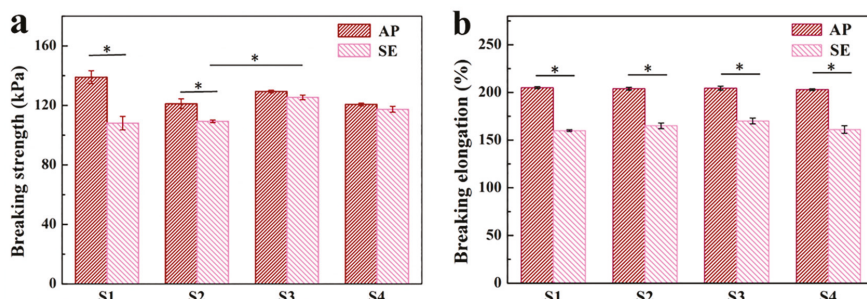 a
AP
SE
Breaking strength (kPa)
160
120
80
40
0
*
*
*
S1 S2 S3 S4
b
AP
SE
Breaking elongation (%)
250
200
150
100
50
0
*
*
*
*
S1 S2 S3 S4